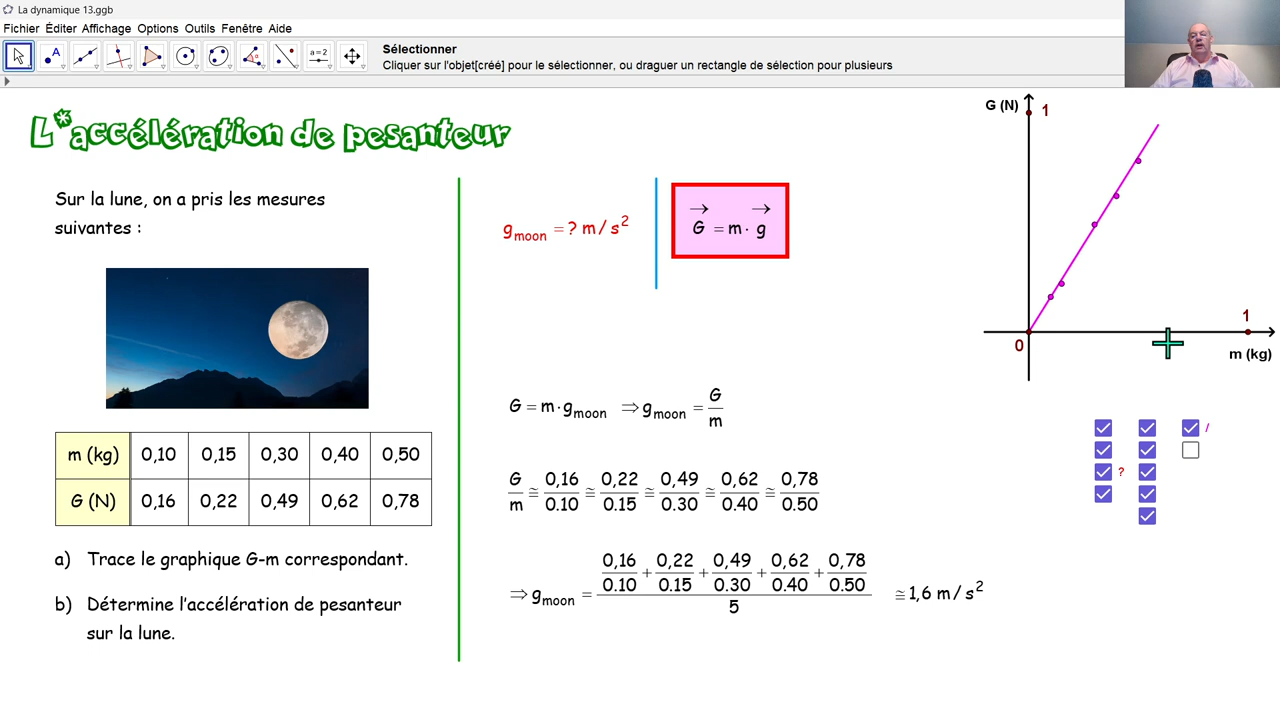 La dynamique 13.ggb
Fichier Éditer Affichage Options Outils Fenêtre Aide
A
a=2
Sélectionner
Cliquer sur l'objet[créé] pour le sélectionner, ou draguer un rectangle de sélection pour plusieurs
L*accélération de pesanteur
Sur la lune, on a pris les mesures
suivantes :
m (kg) 0,10 0,15 0,30 0,40 0,50
G (N) 0,16 0,22 0,49 0,62 0,78
a) Trace le graphique G-m correspondant.
b) Détermine l'accélération de pesanteur
sur la lune.
g_moon = ? m / s²
G⃗ = m · g⃗
G = m · g_moon ⇒ g_moon = G/m
G/m ≅ 0,16/0.10 ≅ 0,22/0.15 ≅ 0,49/0.30 ≅ 0,62/0.40 ≅ 0,78/0.50
⇒ g_moon = (0,16/0.10 + 0,22/0.15 + 0,49/0.30 + 0,62/0.40 + 0,78/0.50)/5 ≅ 1,6 m / s²
G (N) 1
0
1
m (kg)
/
?